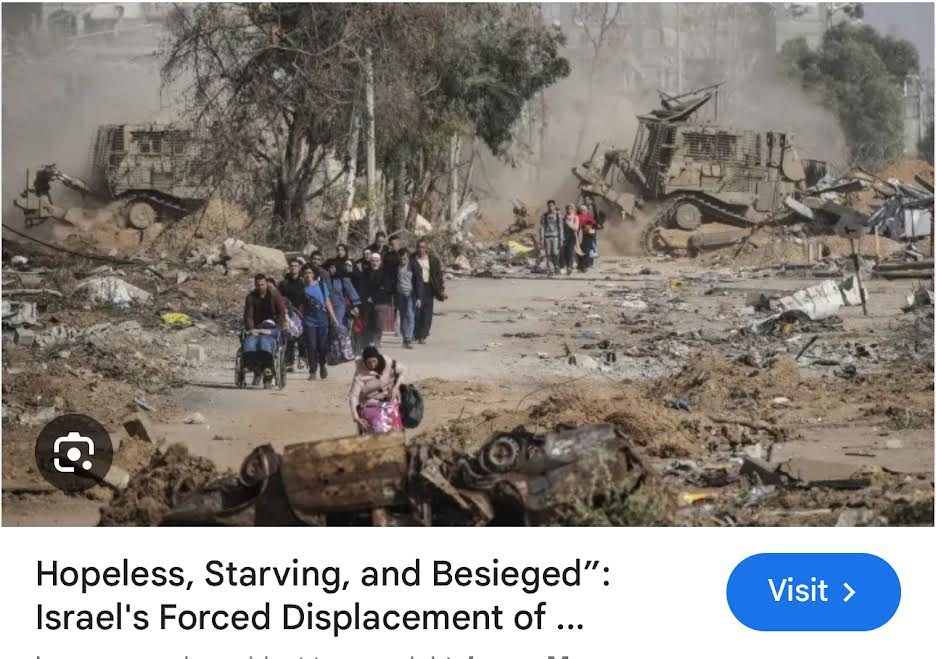 Hopeless, Starving, and Besieged”:
Israel's Forced Displacement of ...
Visit